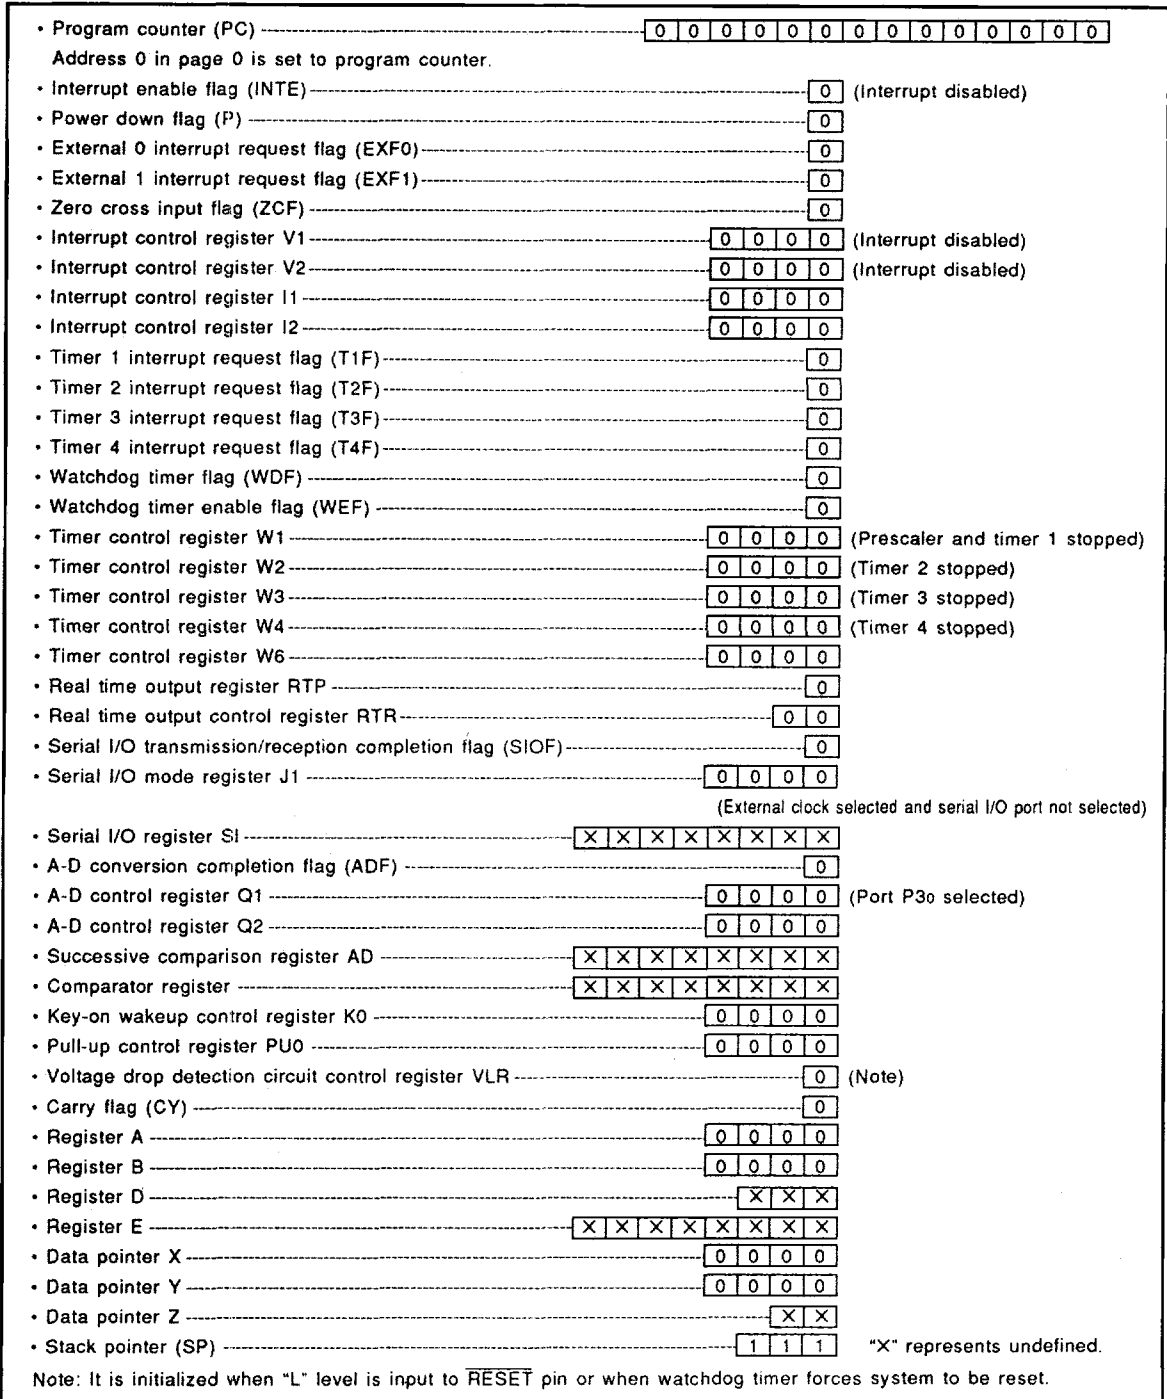 • Program counter (PC) 0 0 0 0 0 0 0 0 0 0 0 0 0 0
Address 0 in page 0 is set to program counter.
• Interrupt enable flag (INTE) 0 (Interrupt disabled)
• Power down flag (P) 0
• External 0 interrupt request flag (EXF0) 0
• External 1 interrupt request flag (EXF1) 0
• Zero cross input flag (ZCF) 0
• Interrupt control register V1 0 0 0 0 (Interrupt disabled)
• Interrupt control register V2 0 0 0 0 (Interrupt disabled)
• Interrupt control register I1 0 0 0 0
• Interrupt control register I2 0 0 0 0
• Timer 1 interrupt request flag (T1F) 0
• Timer 2 interrupt request flag (T2F) 0
• Timer 3 interrupt request flag (T3F) 0
• Timer 4 interrupt request flag (T4F) 0
• Watchdog timer flag (WDF) 0
• Watchdog timer enable flag (WEF) 0
• Timer control register W1 0 0 0 0 (Prescaler and timer 1 stopped)
• Timer control register W2 0 0 0 0 (Timer 2 stopped)
• Timer control register W3 0 0 0 0 (Timer 3 stopped)
• Timer control register W4 0 0 0 0 (Timer 4 stopped)
• Timer control register W6 0 0 0 0
• Real time output register RTP 0
• Real time output control register RTR 0 0
• Serial I/O transmission/reception completion flag (SIOF) 0
• Serial I/O mode register J1 0 0 0 0
(External clock selected and serial I/O port not selected)
• Serial I/O register SI X X X X X X X X
• A-D conversion completion flag (ADF) 0
• A-D control register Q1 0 0 0 0 (Port P30 selected)
• A-D control register Q2 0 0 0 0
• Successive comparison register AD X X X X X X X X
• Comparator register X X X X X X X X
• Key-on wakeup control register K0 0 0 0 0
• Pull-up control register PU0 0 0 0 0
• Voltage drop detection circuit control register VLR 0 (Note)
• Carry flag (CY) 0
• Register A 0 0 0 0
• Register B 0 0 0 0
• Register D X X X
• Register E X X X X X X X X
• Data pointer X 0 0 0 0
• Data pointer Y 0 0 0 0
• Data pointer Z X X
• Stack pointer (SP) 1 1 1 “X” represents undefined.
Note: It is initialized when “L” level is input to RESET pin or when watchdog timer forces system to be reset.